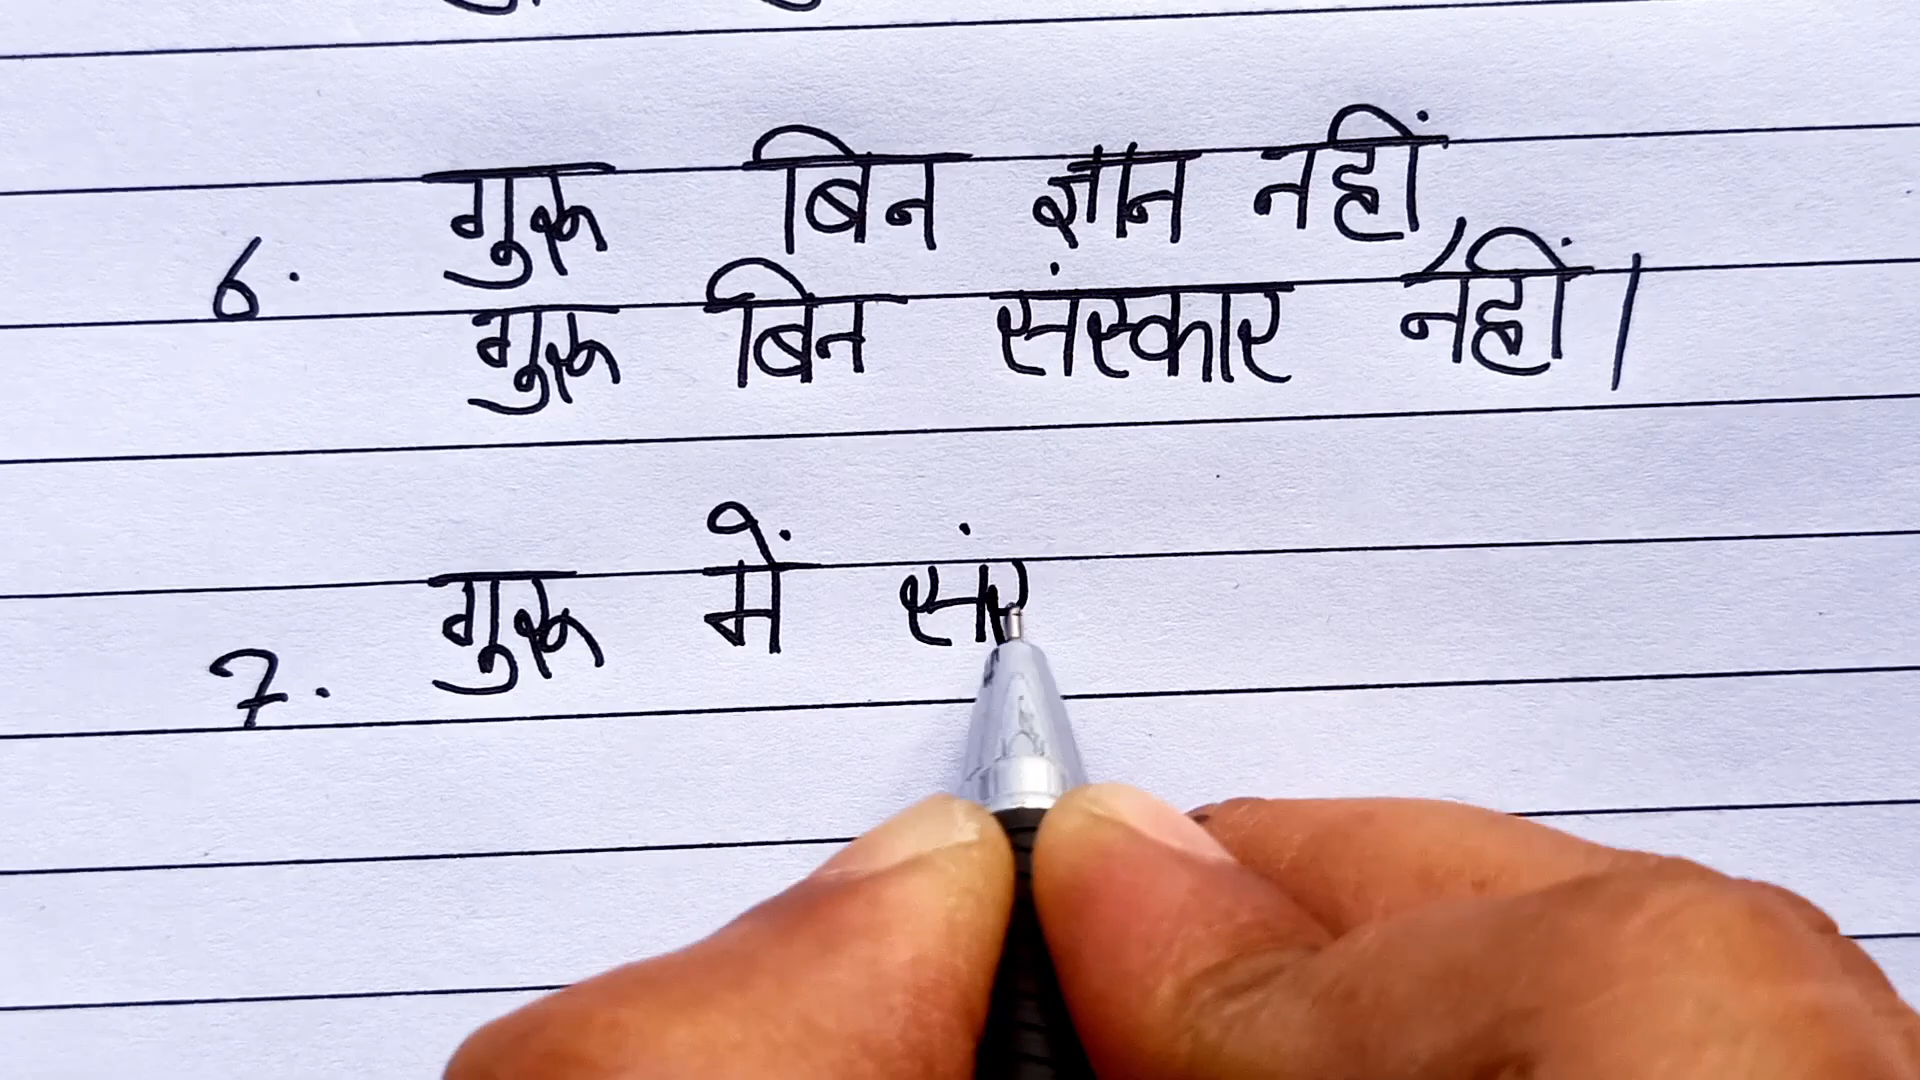 6. गुरू बिन ज्ञान नहीं,
गुरू बिन संस्कार नहीं।
7. गुरू में